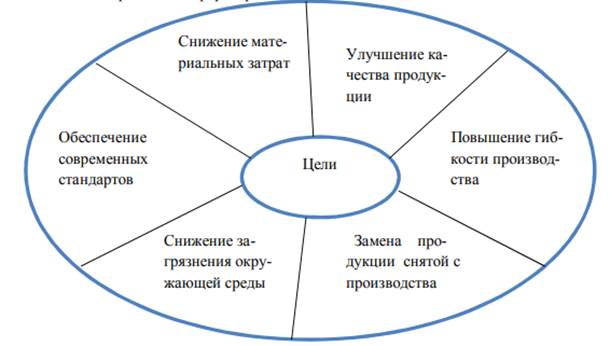 Снижение мате-
риальных затрат
Улучшение ка-
чества продук-
ции
Обеспечение
современных
стандартов
Цели
Повышение гиб-
кости производ-
ства
Снижение за-
грязнения окру-
жающей среды
Замена про-
дукции снятой с
производства